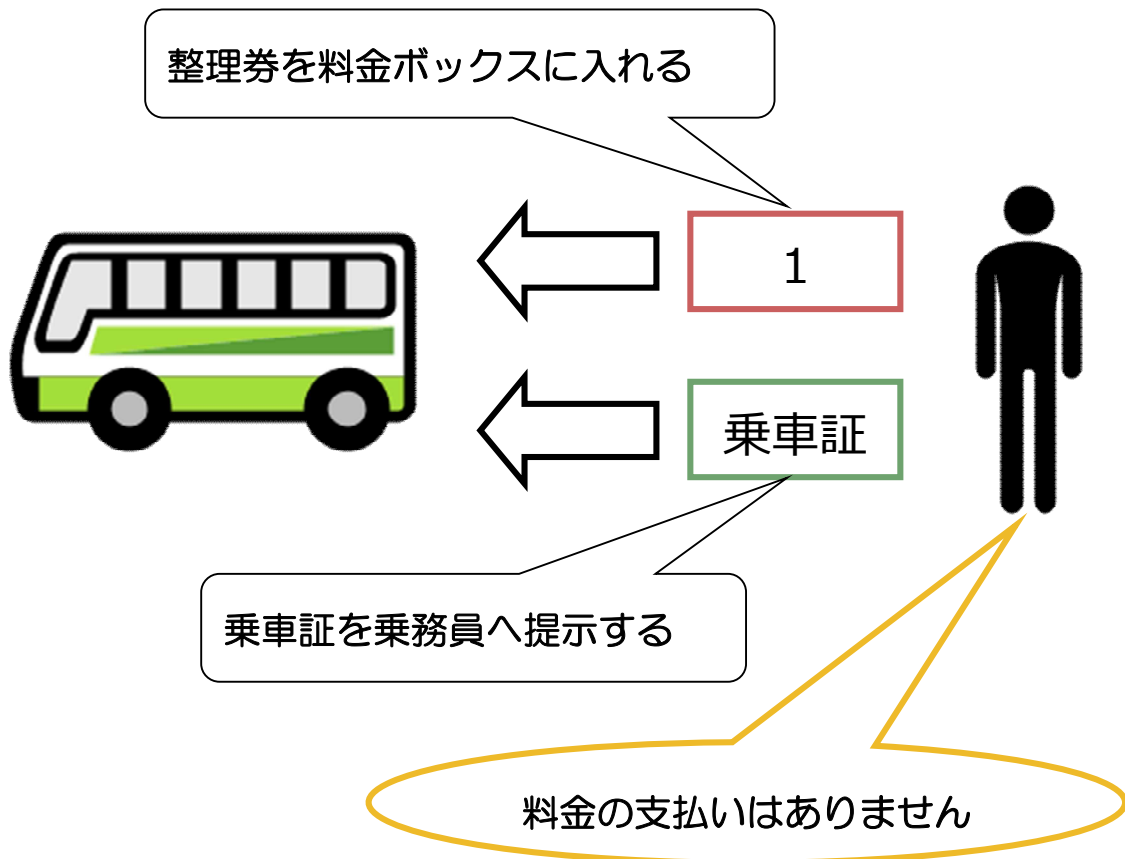 整理券を料金ボックスに入れる
1
乗車証
乗車証を乗務員へ提示する
料金の支払いはありません